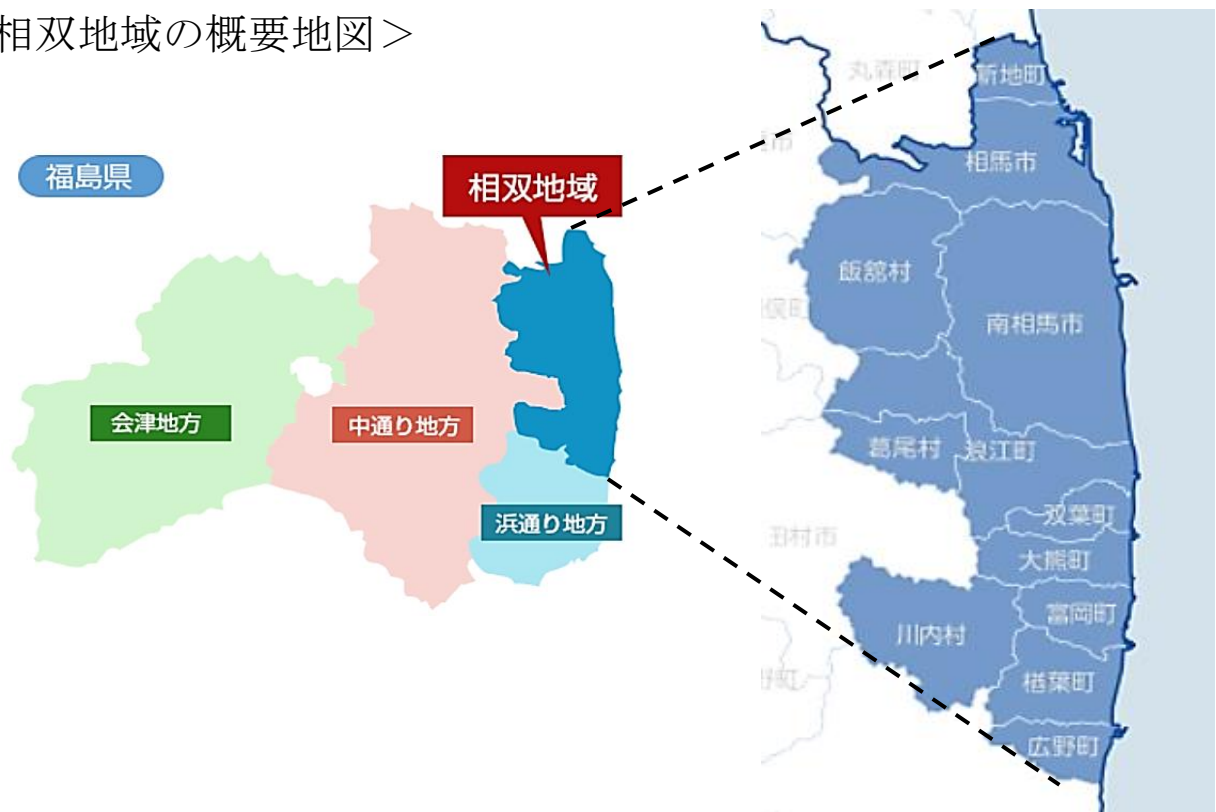 相双地域の概要地図＞
福島県
相双地域
会津地方
中通り地方
浜通り地方
丸森町
新地町
相馬市
飯舘村
南相馬市
葛尾村
浪江町
双葉町
田村市
大熊町
富岡町
川内村
楢葉町
広野町